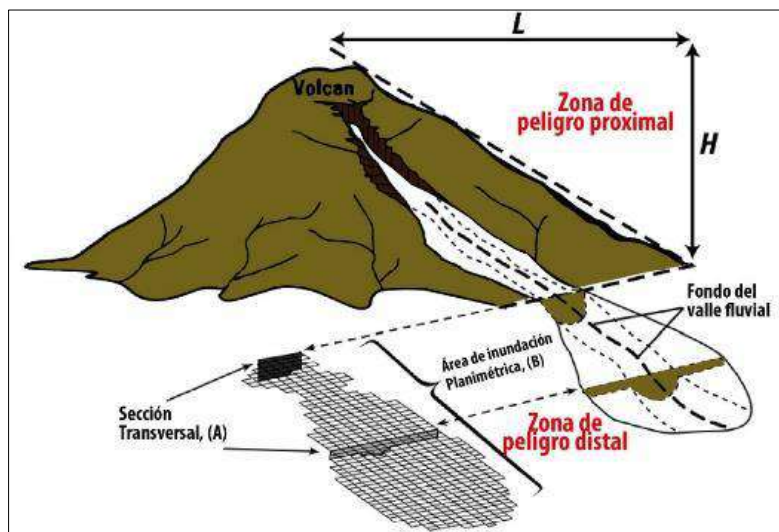 L
Volcan
Zona de
peligro proximal
H
Fondo del
valle fluvial
Área de inundación
Planimétrica, (B)
Sección
Transversal, (A)
Zona de
peligro distal